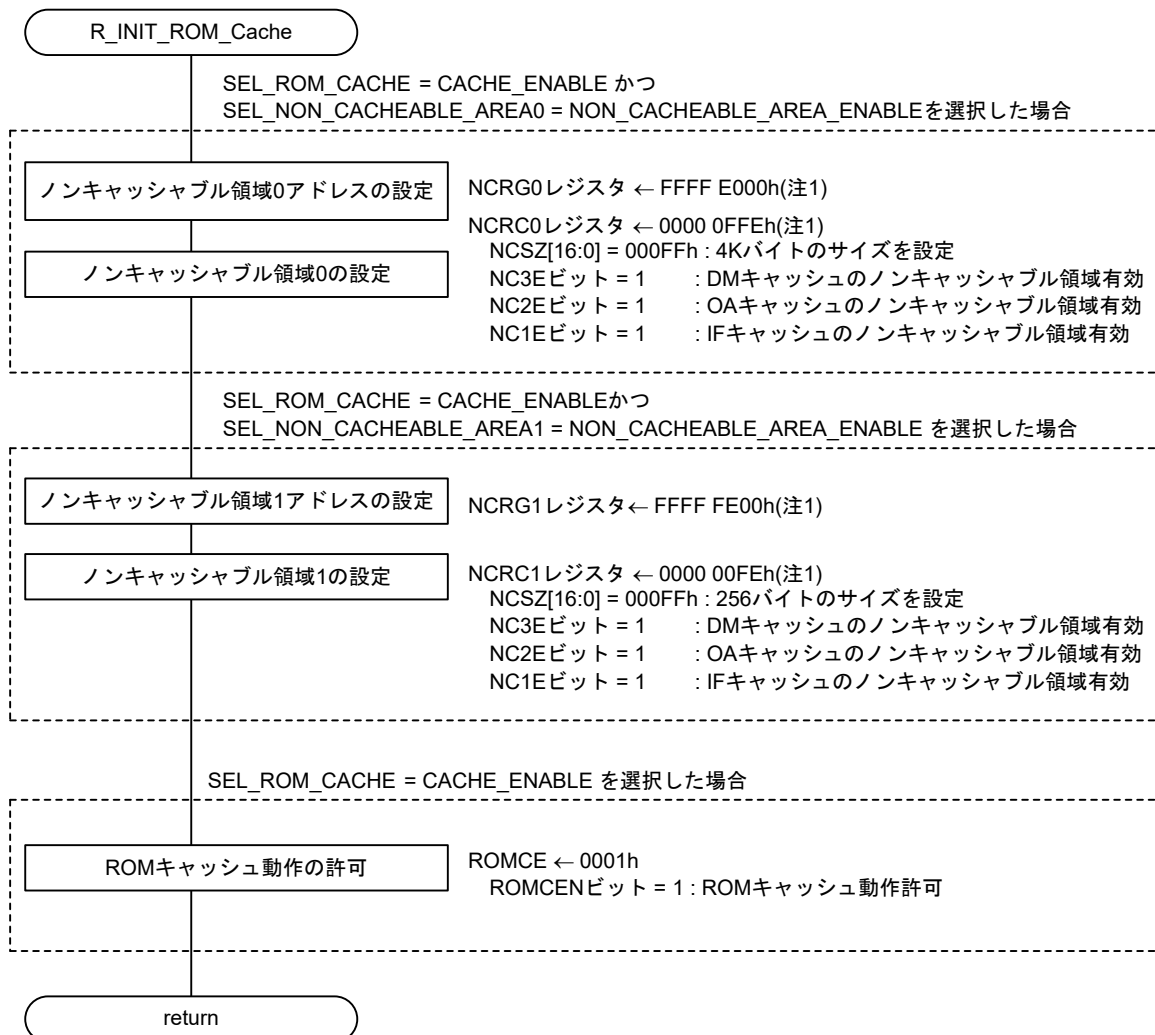 R_INIT_ROM_Cache
SEL_ROM_CACHE = CACHE_ENABLE かつ
SEL_NON_CACHEABLE_AREA0 = NON_CACHEABLE_AREA_ENABLEを選択した場合
ノンキャッシャブル領域0アドレスの設定
NCRG0レジスタ ← FFFF E000h(注1)
NCRC0レジスタ ← 0000 0FFEh(注1)
NCSZ[16:0] = 000FFh : 4Kバイトのサイズを設定
ノンキャッシャブル領域0の設定
NC3Eビット = 1 : DMキャッシュのノンキャッシャブル領域有効
NC2Eビット = 1 : OAキャッシュのノンキャッシャブル領域有効
NC1Eビット = 1 : IFキャッシュのノンキャッシャブル領域有効
SEL_ROM_CACHE = CACHE_ENABLEかつ
SEL_NON_CACHEABLE_AREA1 = NON_CACHEABLE_AREA_ENABLE を選択した場合
ノンキャッシャブル領域1アドレスの設定
NCRG1レジスタ← FFFF FE00h(注1)
ノンキャッシャブル領域1の設定
NCRC1レジスタ ← 0000 00FEh(注1)
NCSZ[16:0] = 000FFh : 256バイトのサイズを設定
NC3Eビット = 1 : DMキャッシュのノンキャッシャブル領域有効
NC2Eビット = 1 : OAキャッシュのノンキャッシャブル領域有効
NC1Eビット = 1 : IFキャッシュのノンキャッシャブル領域有効
SEL_ROM_CACHE = CACHE_ENABLE を選択した場合
ROMキャッシュ動作の許可
ROMCE ← 0001h
ROMCENビット = 1 : ROMキャッシュ動作許可
return